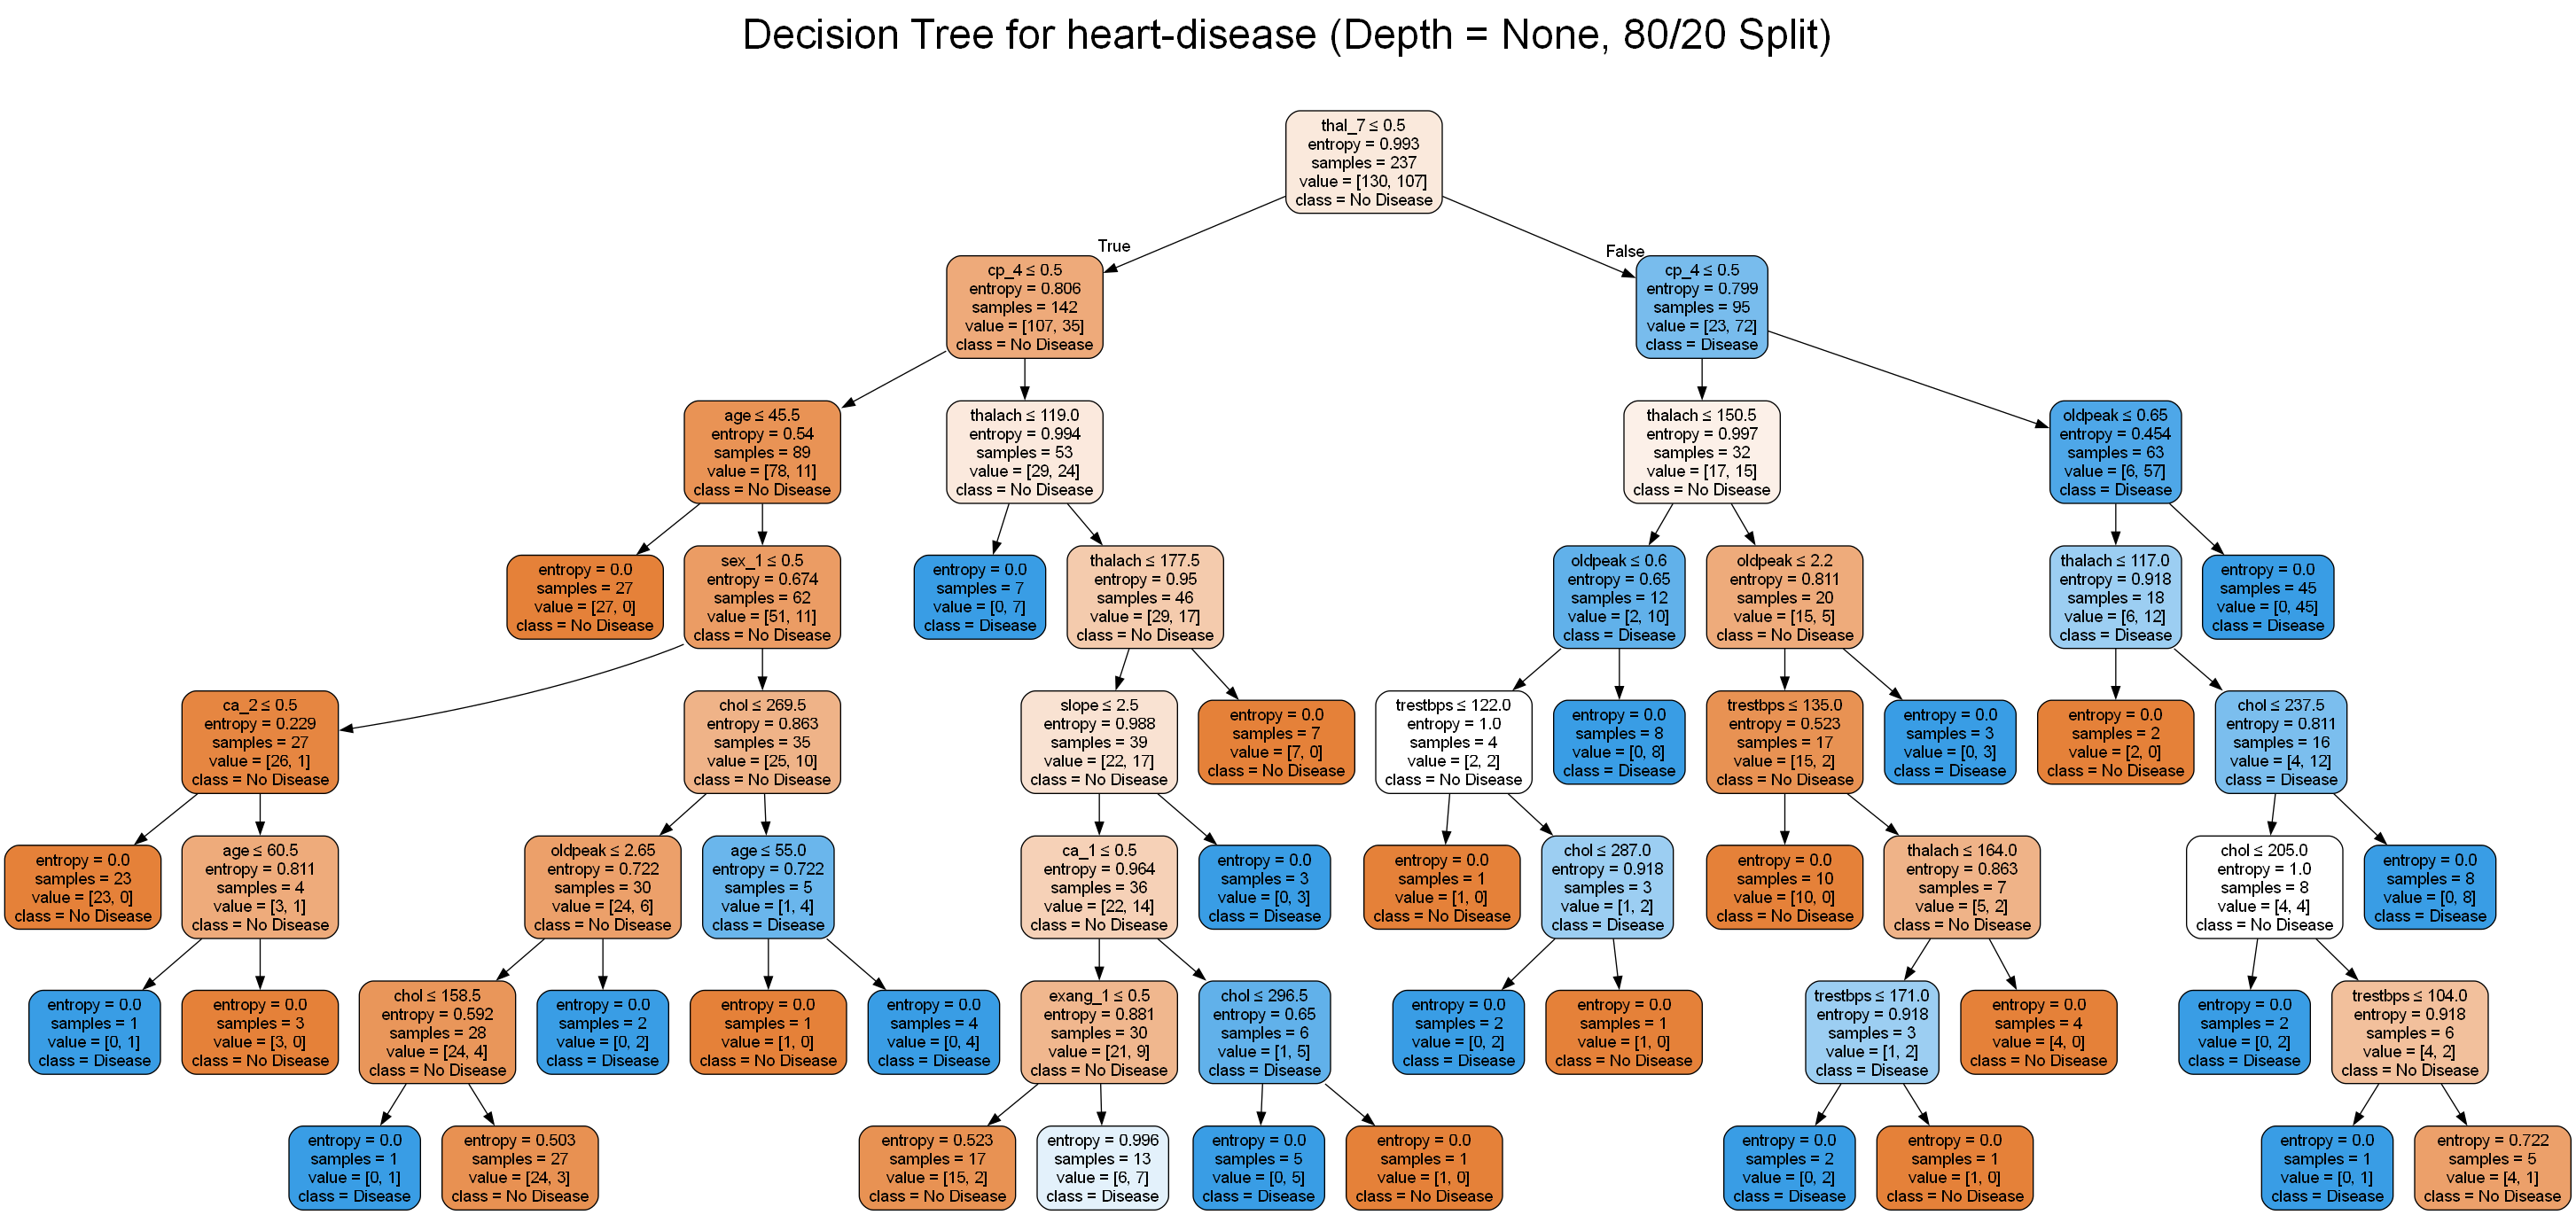 Decision Tree for heart-disease (Depth = None, 80/20 Split)
thal_7 ≤ 0.5
entropy = 0.993
samples = 237
value = [130, 107]
class = No Disease
True
False
cp_4 ≤ 0.5
entropy = 0.806
samples = 142
value = [107, 35]
class = No Disease
cp_4 ≤ 0.5
entropy = 0.799
samples = 95
value = [23, 72]
class = Disease
age ≤ 45.5
entropy = 0.54
samples = 89
value = [78, 11]
class = No Disease
thalach ≤ 119.0
entropy = 0.994
samples = 53
value = [29, 24]
class = No Disease
thalach ≤ 150.5
entropy = 0.997
samples = 32
value = [17, 15]
class = No Disease
oldpeak ≤ 0.65
entropy = 0.454
samples = 63
value = [6, 57]
class = Disease
entropy = 0.0
samples = 27
value = [27, 0]
class = No Disease
sex_1 ≤ 0.5
entropy = 0.674
samples = 62
value = [51, 11]
class = No Disease
entropy = 0.0
samples = 7
value = [0, 7]
class = Disease
thalach ≤ 177.5
entropy = 0.95
samples = 46
value = [29, 17]
class = No Disease
oldpeak ≤ 0.6
entropy = 0.65
samples = 12
value = [2, 10]
class = Disease
oldpeak ≤ 2.2
entropy = 0.811
samples = 20
value = [15, 5]
class = No Disease
thalach ≤ 117.0
entropy = 0.918
samples = 18
value = [6, 12]
class = Disease
entropy = 0.0
samples = 45
value = [0, 45]
class = Disease
ca_2 ≤ 0.5
entropy = 0.229
samples = 27
value = [26, 1]
class = No Disease
chol ≤ 269.5
entropy = 0.863
samples = 35
value = [25, 10]
class = No Disease
slope ≤ 2.5
entropy = 0.988
samples = 39
value = [22, 17]
class = No Disease
entropy = 0.0
samples = 7
value = [7, 0]
class = No Disease
trestbps ≤ 122.0
entropy = 1.0
samples = 4
value = [2, 2]
class = No Disease
entropy = 0.0
samples = 8
value = [0, 8]
class = Disease
trestbps ≤ 135.0
entropy = 0.523
samples = 17
value = [15, 2]
class = No Disease
entropy = 0.0
samples = 3
value = [0, 3]
class = Disease
entropy = 0.0
samples = 2
value = [2, 0]
class = No Disease
chol ≤ 237.5
entropy = 0.811
samples = 16
value = [4, 12]
class = Disease
entropy = 0.0
samples = 23
value = [23, 0]
class = No Disease
age ≤ 60.5
entropy = 0.811
samples = 4
value = [3, 1]
class = No Disease
oldpeak ≤ 2.65
entropy = 0.722
samples = 30
value = [24, 6]
class = No Disease
age ≤ 55.0
entropy = 0.722
samples = 5
value = [1, 4]
class = Disease
ca_1 ≤ 0.5
entropy = 0.964
samples = 36
value = [22, 14]
class = No Disease
entropy = 0.0
samples = 3
value = [0, 3]
class = Disease
entropy = 0.0
samples = 1
value = [1, 0]
class = No Disease
chol ≤ 287.0
entropy = 0.918
samples = 3
value = [1, 2]
class = Disease
entropy = 0.0
samples = 10
value = [10, 0]
class = No Disease
thalach ≤ 164.0
entropy = 0.863
samples = 7
value = [5, 2]
class = No Disease
chol ≤ 205.0
entropy = 1.0
samples = 8
value = [4, 4]
class = No Disease
entropy = 0.0
samples = 8
value = [0, 8]
class = Disease
entropy = 0.0
samples = 1
value = [0, 1]
class = Disease
entropy = 0.0
samples = 3
value = [3, 0]
class = No Disease
chol ≤ 158.5
entropy = 0.592
samples = 28
value = [24, 4]
class = No Disease
entropy = 0.0
samples = 2
value = [0, 2]
class = Disease
entropy = 0.0
samples = 1
value = [1, 0]
class = No Disease
entropy = 0.0
samples = 4
value = [0, 4]
class = Disease
exang_1 ≤ 0.5
entropy = 0.881
samples = 30
value = [21, 9]
class = No Disease
chol ≤ 296.5
entropy = 0.65
samples = 6
value = [1, 5]
class = Disease
entropy = 0.0
samples = 2
value = [0, 2]
class = Disease
entropy = 0.0
samples = 1
value = [1, 0]
class = No Disease
trestbps ≤ 171.0
entropy = 0.918
samples = 3
value = [1, 2]
class = Disease
entropy = 0.0
samples = 4
value = [4, 0]
class = No Disease
entropy = 0.0
samples = 2
value = [0, 2]
class = Disease
trestbps ≤ 104.0
entropy = 0.918
samples = 6
value = [4, 2]
class = No Disease
entropy = 0.0
samples = 1
value = [0, 1]
class = Disease
entropy = 0.503
samples = 27
value = [24, 3]
class = No Disease
entropy = 0.523
samples = 17
value = [15, 2]
class = No Disease
entropy = 0.996
samples = 13
value = [6, 7]
class = Disease
entropy = 0.0
samples = 5
value = [0, 5]
class = Disease
entropy = 0.0
samples = 1
value = [1, 0]
class = No Disease
entropy = 0.0
samples = 2
value = [0, 2]
class = Disease
entropy = 0.0
samples = 1
value = [1, 0]
class = No Disease
entropy = 0.0
samples = 1
value = [0, 1]
class = Disease
entropy = 0.722
samples = 5
value = [4, 1]
class = No Disease